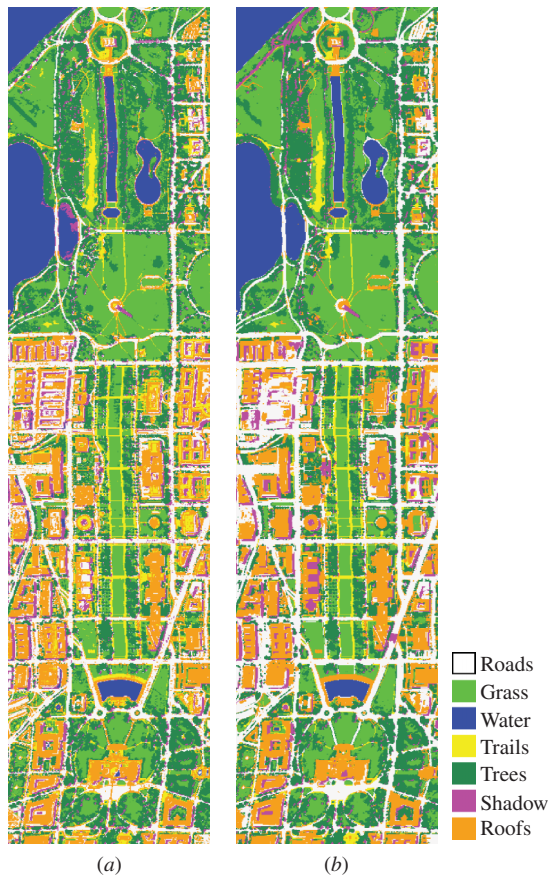 Roads
Grass
Water
Trails
Trees
Shadow
Roofs
(a)
(b)